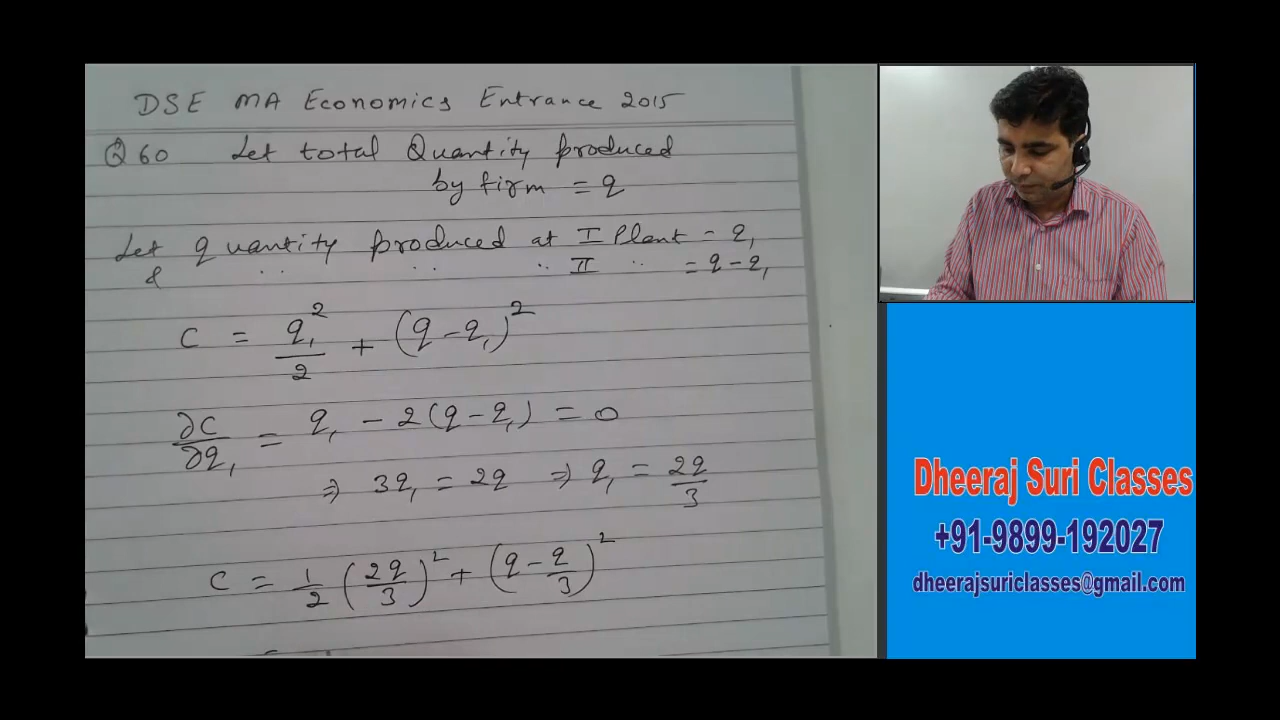 DSE MA Economics Entrance 2015
Q 60 Let total Quantity produced
by firm = q
Let quantity produced at I Plant = q₁
& .. .. .. II .. = q - q₁
C = q₁²/2 + (q - q₁)²
∂C/∂q₁ = q₁ - 2(q - q₁) = 0
⇒ 3q₁ = 2q ⇒ q₁ = 2q/3
C = 1/2 (2q/3)² + (q - q/3)²
Dheeraj Suri Classes
+91-9899-192027
dheerajsuriclasses@gmail.com